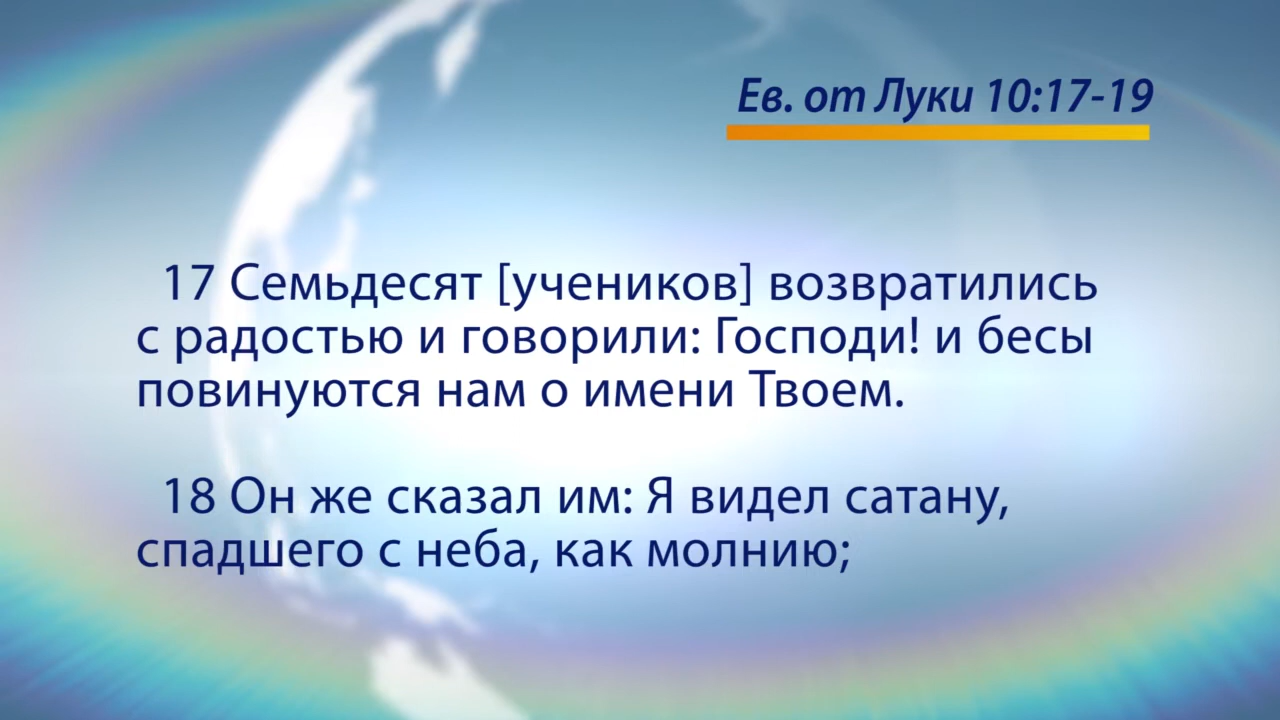 Ев. от Луки 10:17-19
17 Семьдесят [учеников] возвратились
с радостью и говорили: Господи! и бесы
повинуются нам о имени Твоем.
18 Он же сказал им: Я видел сатану,
спадшего с неба, как молнию;